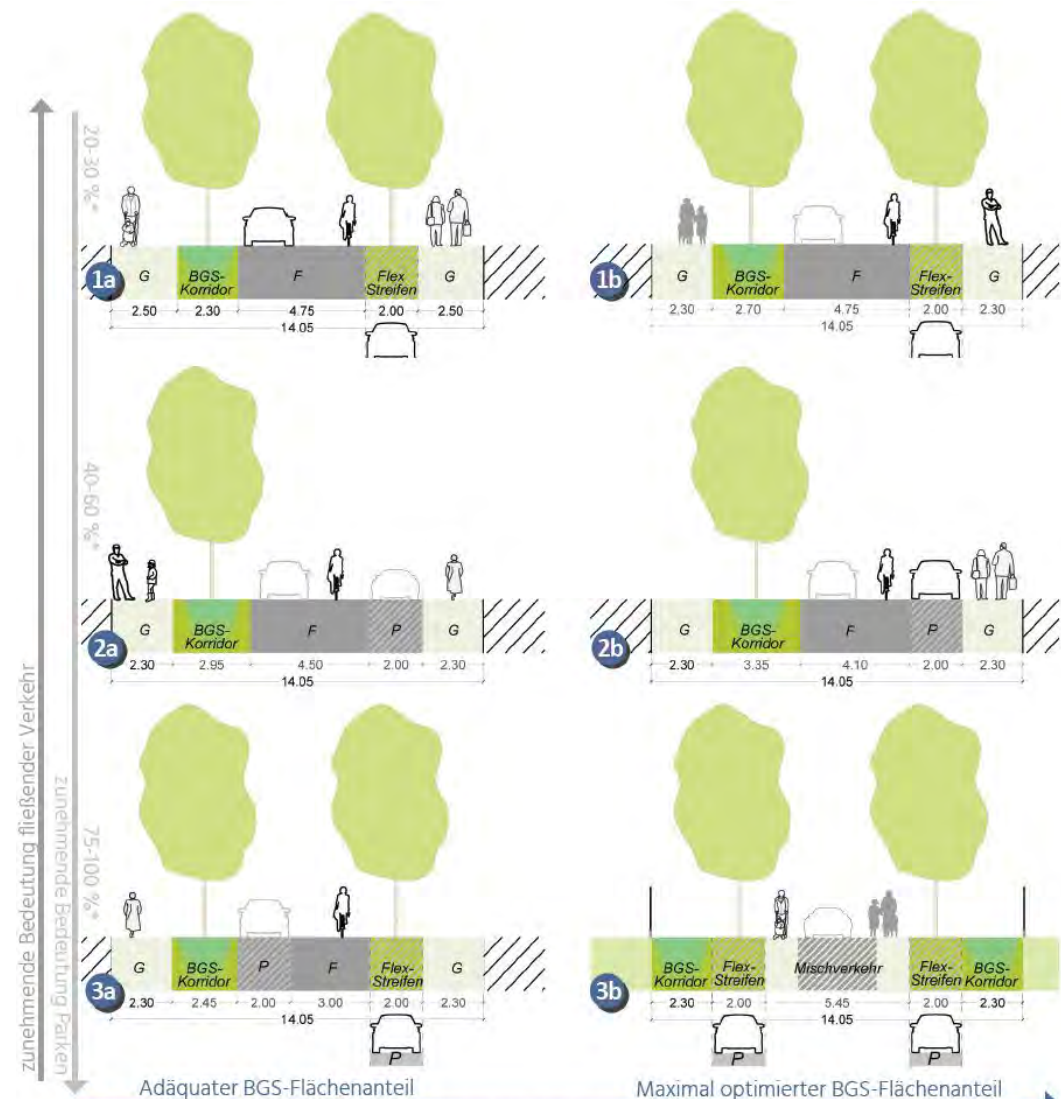 zunehmende Bedeutung fließender Verkehr
zunehmende Bedeutung Parken
20-30 %*
40-60 %*
75-100 %*
1a
G
BGS-
Korridor
F
Flex-
Streifen
G
2.50 2.30 4.75 2.00 2.50
14.05
1b
G
BGS-
Korridor
F
Flex-
Streifen
G
2.30 2.70 4.75 2.00 2.30
14.05
2a
G
BGS-
Korridor
F
P
G
2.30 2.95 4.50 2.00 2.30
14.05
2b
G
BGS-
Korridor
F
P
G
2.30 3.35 4.10 2.00 2.30
14.05
3a
G
BGS-
Korridor
P
F
Flex-
Streifen
G
2.30 2.45 2.00 3.00 2.00 2.30
14.05
P
3b
BGS-
Korridor
Flex-
Streifen
Mischverkehr
Flex-
Streifen
BGS-
Korridor
2.30 2.00 5.45 2.00 2.30
14.05
P
P
Adäquater BGS-Flächenanteil
Maximal optimierter BGS-Flächenanteil